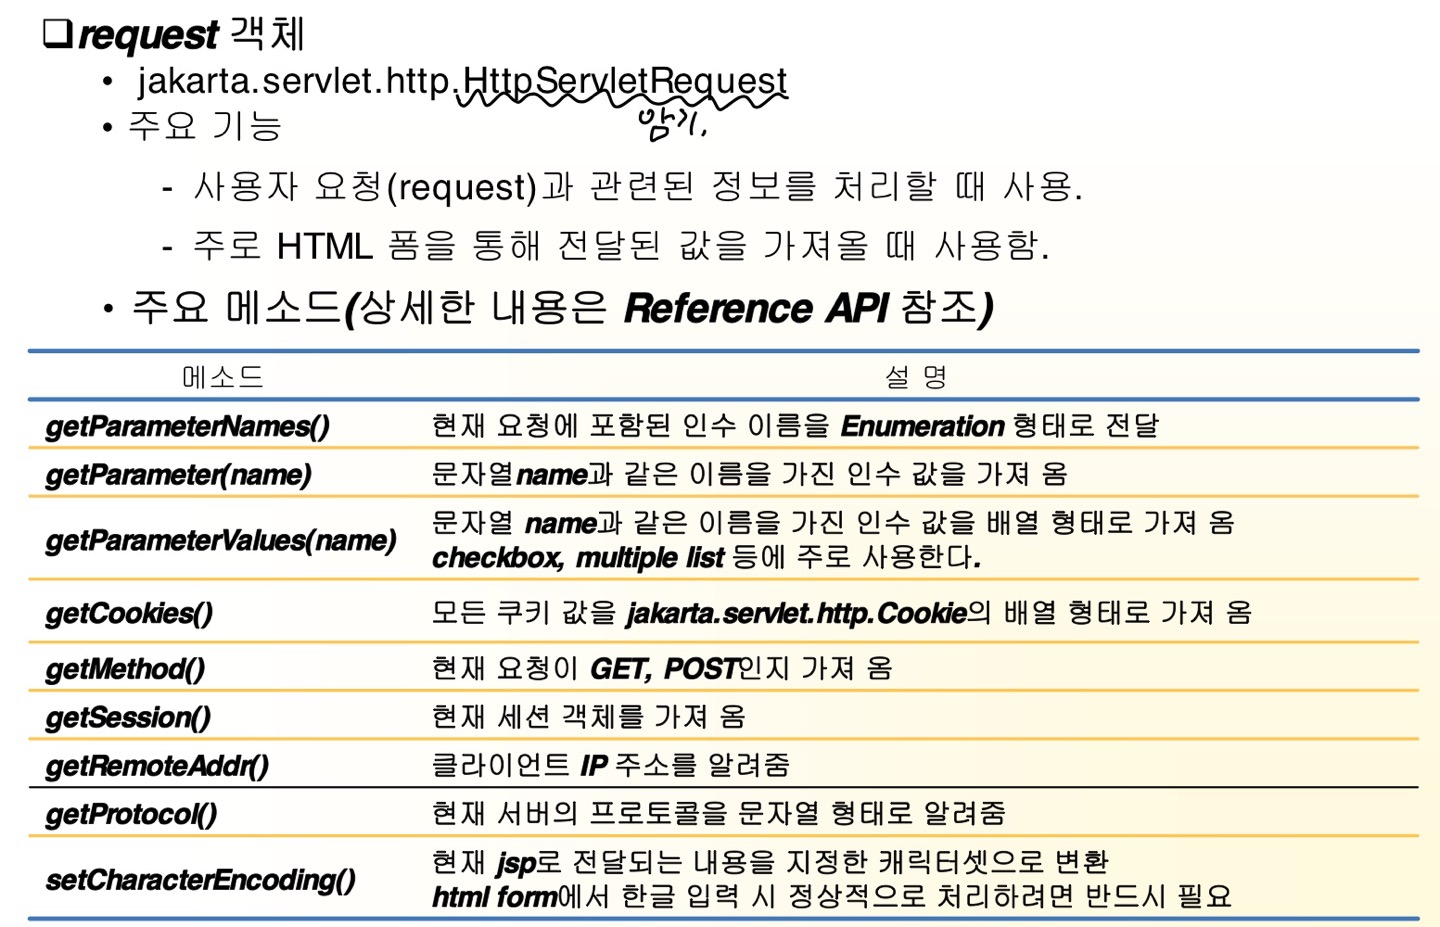 ❑request 객체
• jakarta.servlet.http.HttpServletRequest
암기.
• 주요 기능
- 사용자 요청(request)과 관련된 정보를 처리할 때 사용.
- 주로 HTML 폼을 통해 전달된 값을 가져올 때 사용함.
• 주요 메소드(상세한 내용은 Reference API 참조)
메소드 설 명
getParameterNames() 현재 요청에 포함된 인수 이름을 Enumeration 형태로 전달
getParameter(name) 문자열name과 같은 이름을 가진 인수 값을 가져 옴
getParameterValues(name) 문자열 name과 같은 이름을 가진 인수 값을 배열 형태로 가져 옴
checkbox, multiple list 등에 주로 사용한다.
getCookies() 모든 쿠키 값을 jakarta.servlet.http.Cookie의 배열 형태로 가져 옴
getMethod() 현재 요청이 GET, POST인지 가져 옴
getSession() 현재 세션 객체를 가져 옴
getRemoteAddr() 클라이언트 IP 주소를 알려줌
getProtocol() 현재 서버의 프로토콜을 문자열 형태로 알려줌
setCharacterEncoding() 현재 jsp로 전달되는 내용을 지정한 캐릭터셋으로 변환
html form에서 한글 입력 시 정상적으로 처리하려면 반드시 필요